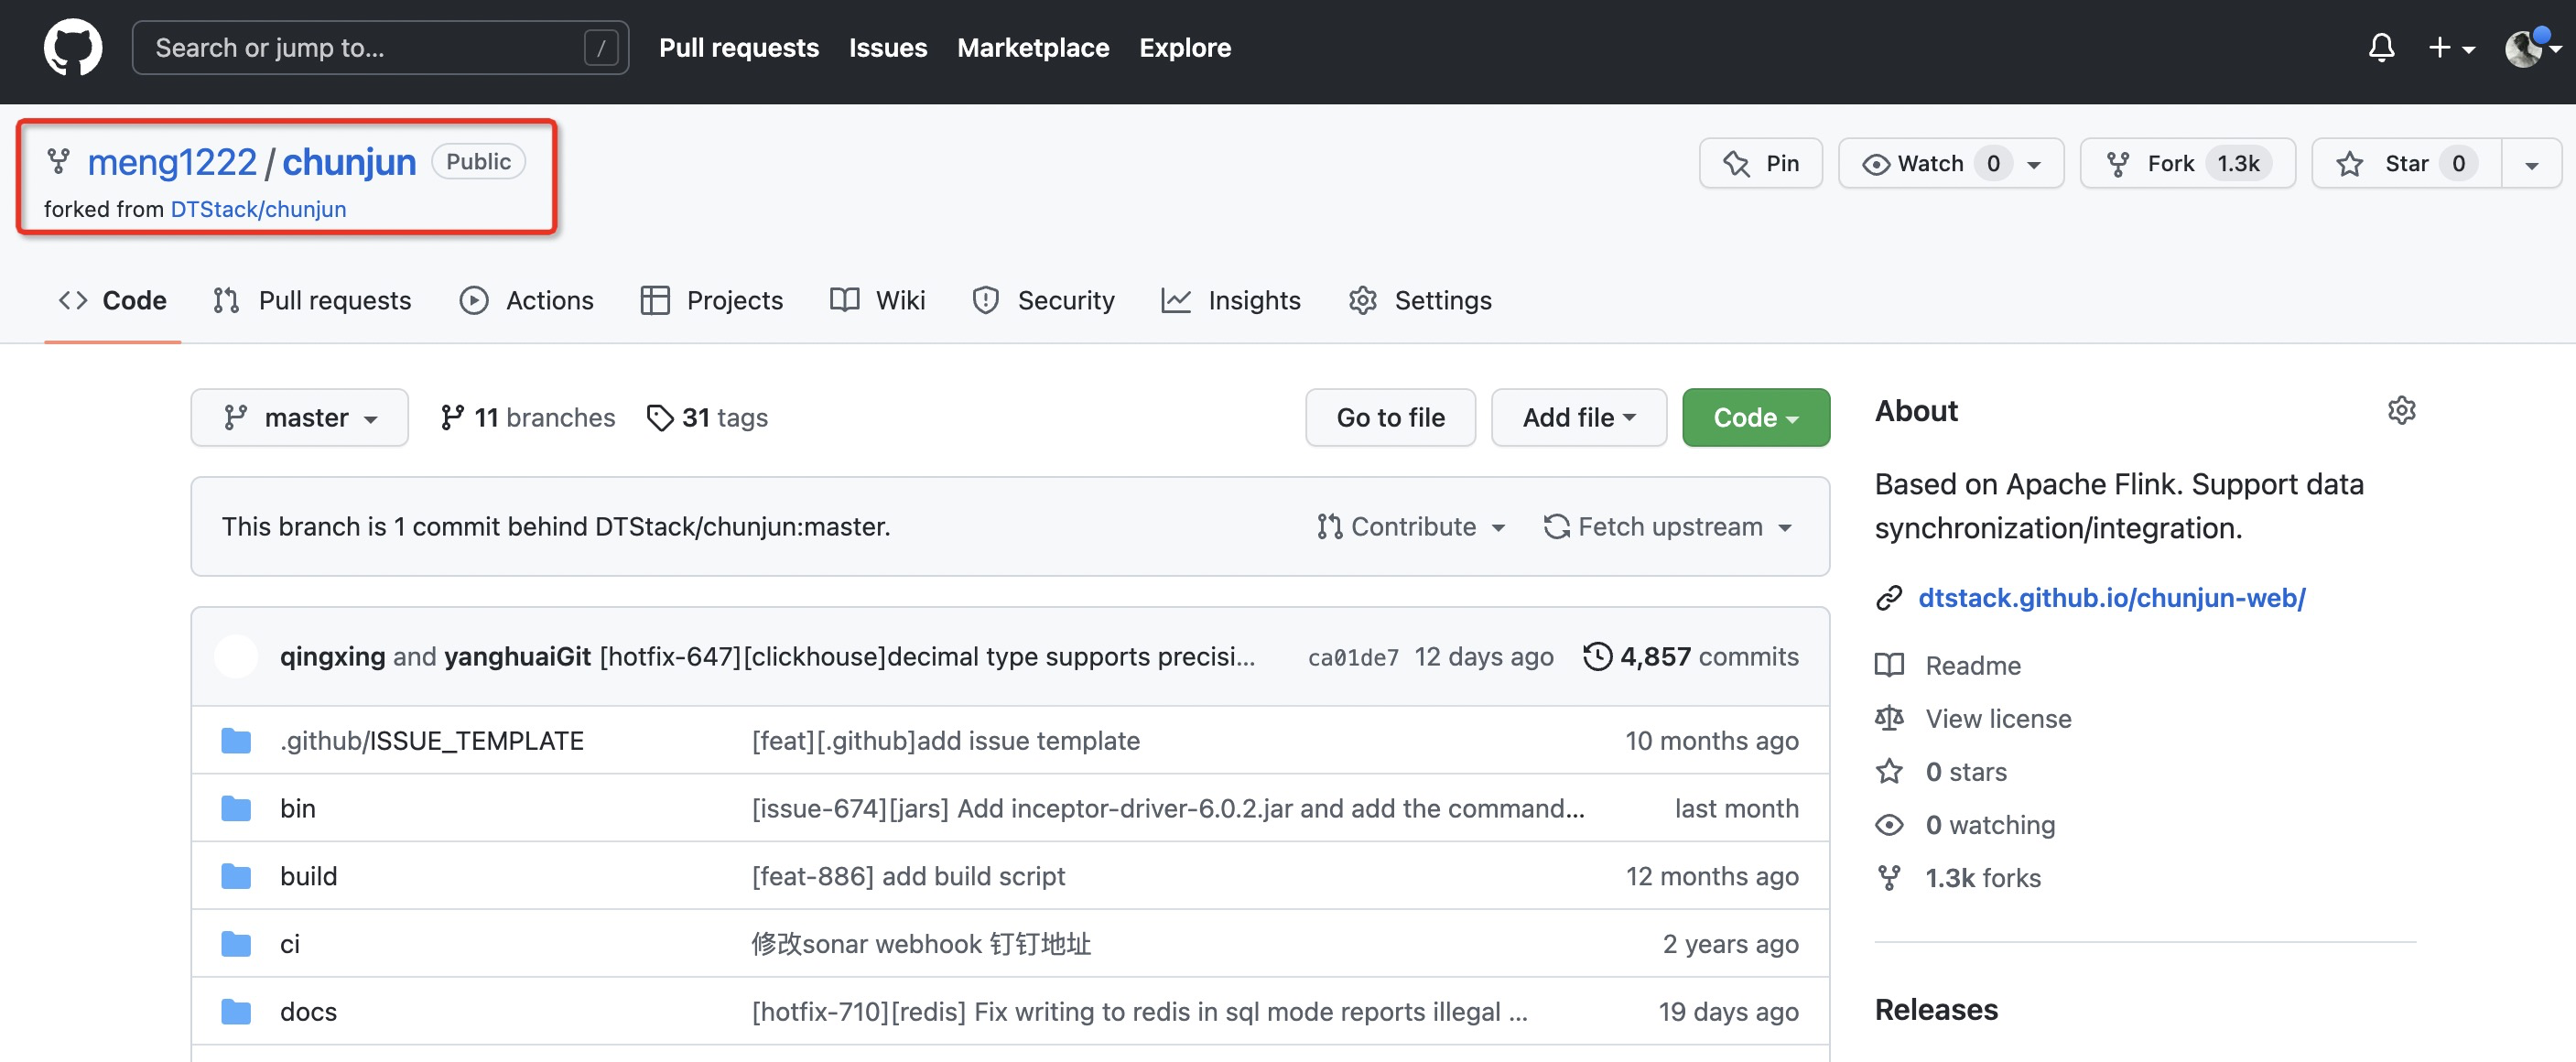 Search or jump to... / Pull requests Issues Marketplace Explore
meng1222 / chunjun Public
Pin Watch 0 Fork 1.3k Star 0
forked from DTStack/chunjun
Code Pull requests Actions Projects Wiki Security Insights Settings
master 11 branches 31 tags Go to file Add file Code
This branch is 1 commit behind DTStack/chunjun:master. Contribute Fetch upstream
qingxing and yanghuaiGit [hotfix-647][clickhouse]decimal type supports precisi... ca01de7 12 days ago 4,857 commits
.github/ISSUE_TEMPLATE [feat][.github]add issue template 10 months ago
bin [issue-674][jars] Add inceptor-driver-6.0.2.jar and add the command... last month
build [feat-886] add build script 12 months ago
ci 修改sonar webhook 钉钉地址 2 years ago
docs [hotfix-710][redis] Fix writing to redis in sql mode reports illegal ... 19 days ago
About
Based on Apache Flink. Support data
synchronization/integration.
dtstack.github.io/chunjun-web/
Readme
View license
0 stars
0 watching
1.3k forks
Releases